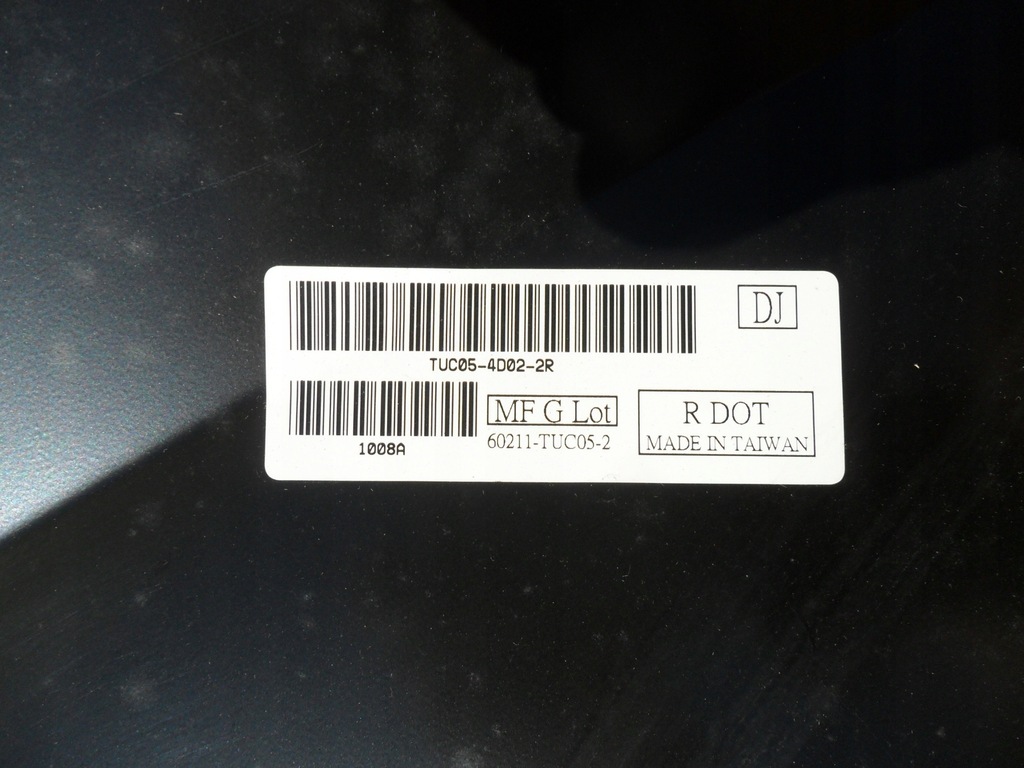 DJ
TUC05-4D02-2R
MF G Lot
60211-TUC05-2
1008A
R DOT
MADE IN TAIWAN